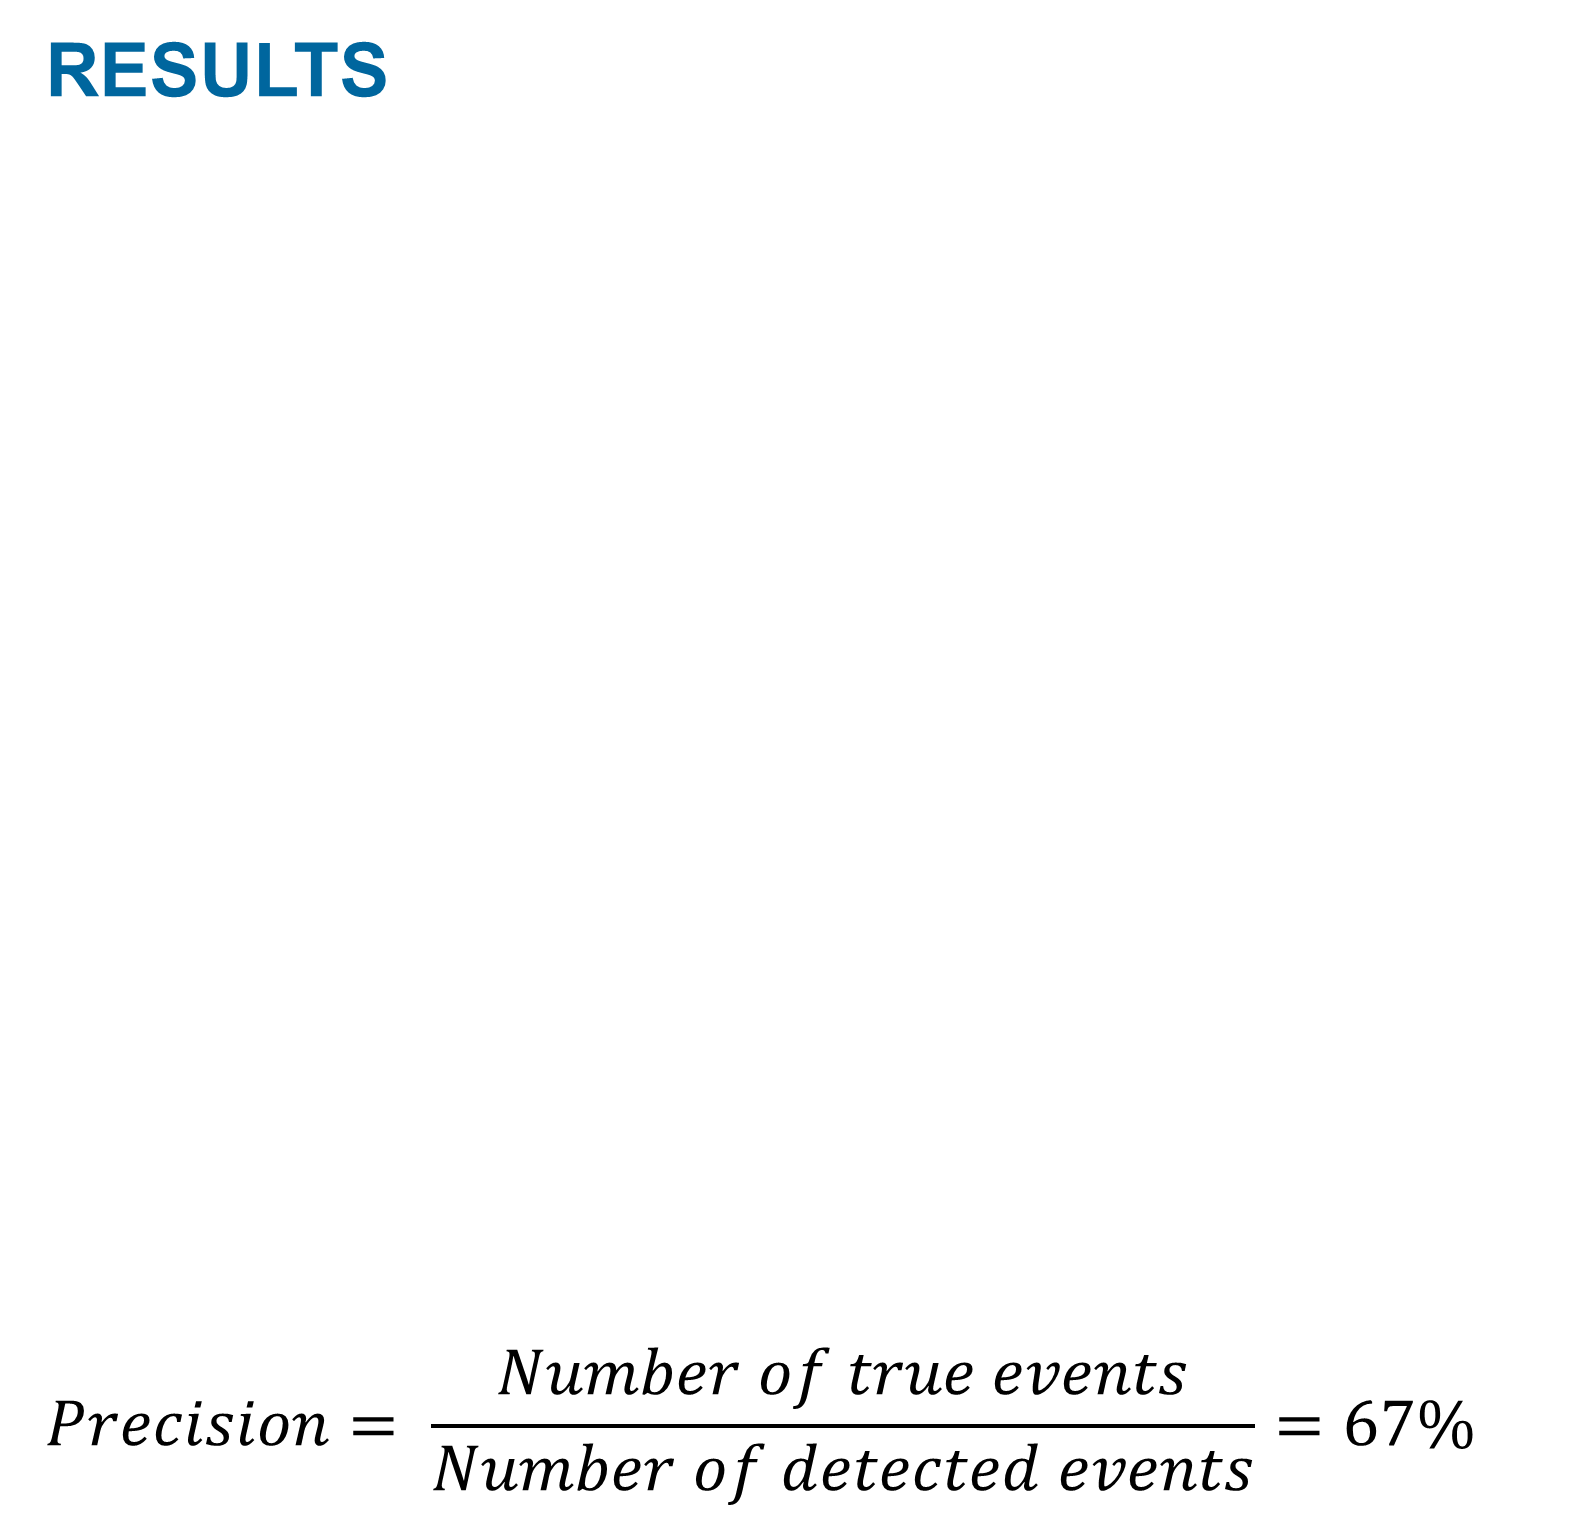 RESULTS
Number of true events
Precision = = 67%
Number of detected events